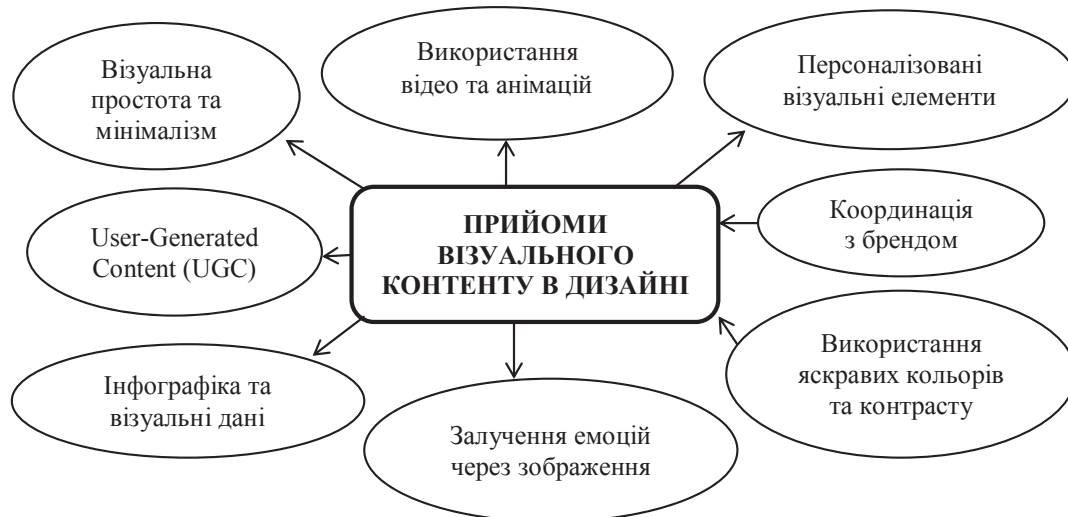 Візуальна
простота та
мінімалізм
Використання
відео та анімацій
Персоналізовані
візуальні елементи
User-Generated
Content (UGC)
ПРИЙОМИ
ВІЗУАЛЬНОГО
КОНТЕНТУ В ДИЗАЙНІ
Координація
з брендом
Інфографіка та
візуальні дані
Залучення емоцій
через зображення
Використання
яскравих кольорів
та контрасту